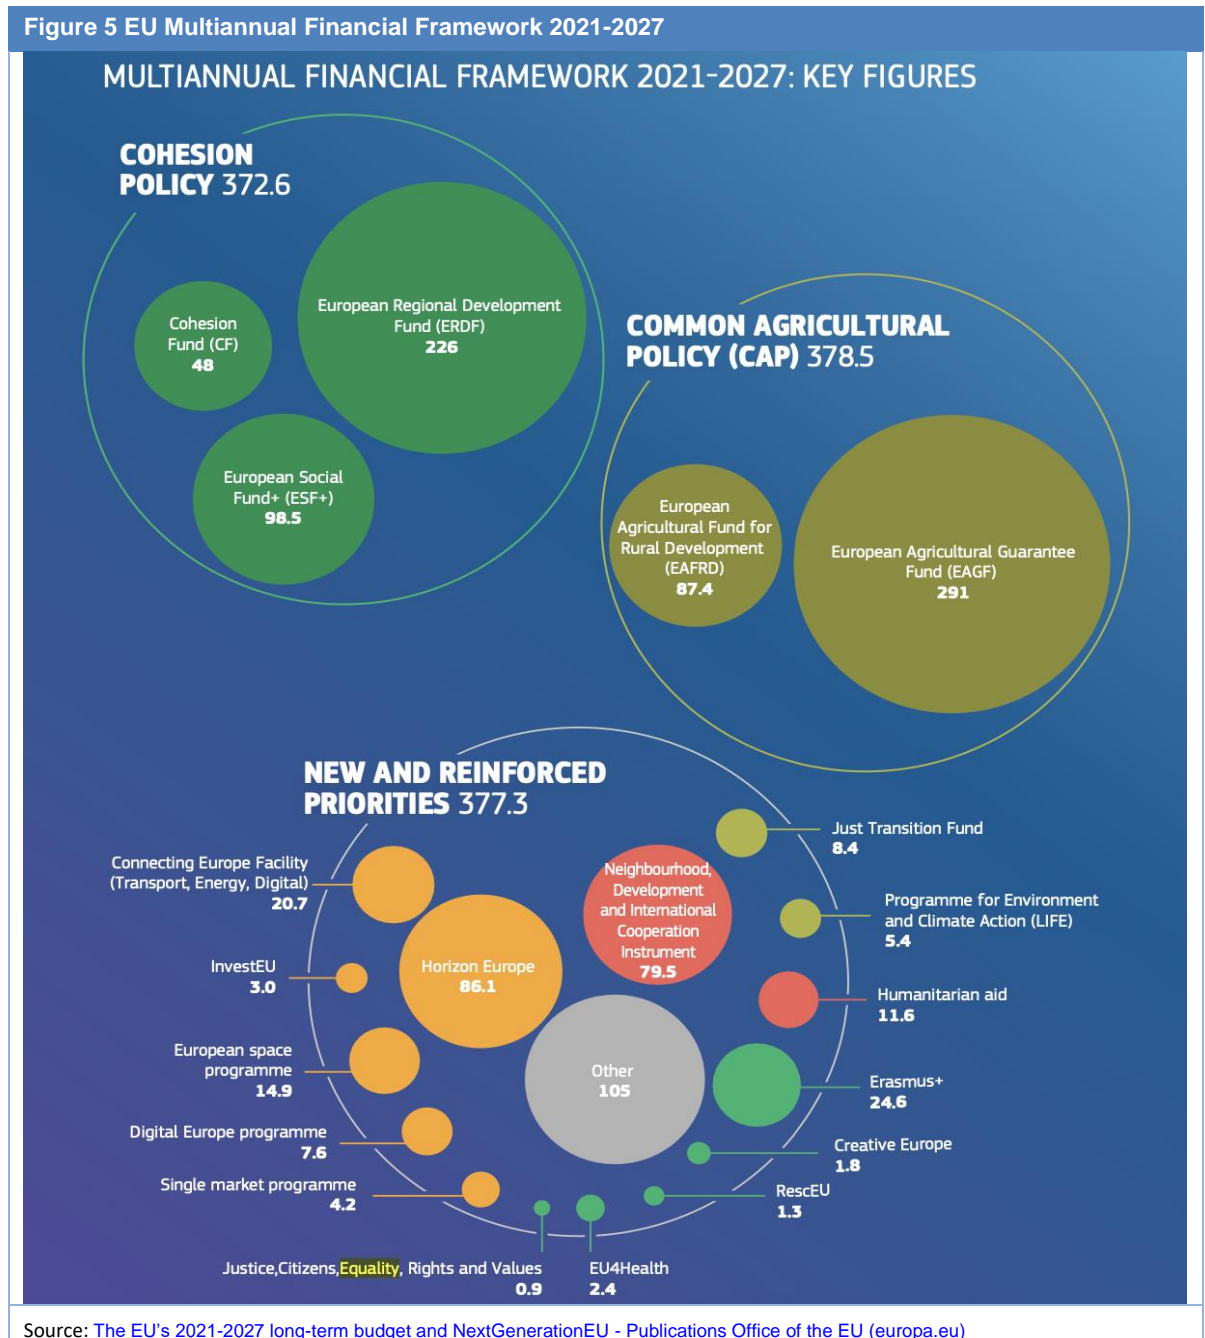 Figure 5 EU Multiannual Financial Framework 2021-2027
MULTIANNUAL FINANCIAL FRAMEWORK 2021-2027: KEY FIGURES
COHESION
POLICY 372.6
European Regional Development
Fund (ERDF)
226
Cohesion
Fund (CF)
48
European Social
Fund+ (ESF+)
98.5
COMMON AGRICULTURAL
POLICY (CAP) 378.5
European
Agricultural Fund for
Rural Development
(EAFRD)
87.4
European Agricultural Guarantee
Fund (EAGF)
291
NEW AND REINFORCED
PRIORITIES 377.3
Connecting Europe Facility
(Transport, Energy, Digital)
20.7
InvestEU
3.0
European space
programme
14.9
Digital Europe programme
7.6
Single market programme
4.2
Justice,Citizens,Equality, Rights and Values
0.9
EU4Health
2.4
Horizon Europe
86.1
Neighbourhood,
Development
and International
Cooperation
Instrument
79.5
Other
105
Just Transition Fund
8.4
Programme for Environment
and Climate Action (LIFE)
5.4
Humanitarian aid
11.6
Erasmus+
24.6
Creative Europe
1.8
RescEU
1.3
Source: The EU's 2021-2027 long-term budget and NextGenerationEU - Publications Office of the EU (europa.eu)